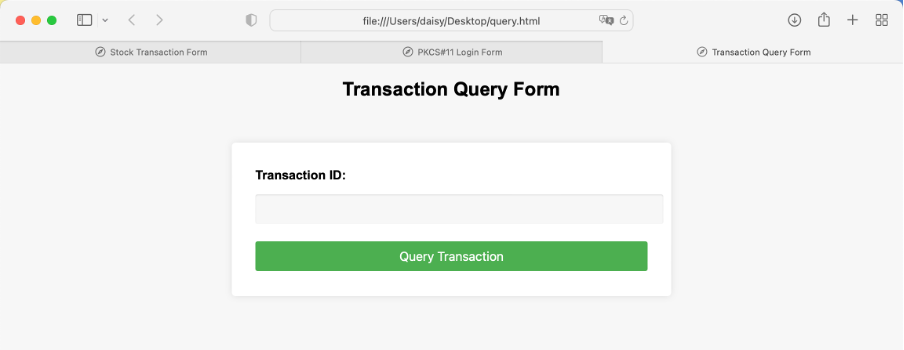 file:///Users/daisy/Desktop/query.html
Stock Transaction Form
PKCS#11 Login Form
Transaction Query Form
Transaction Query Form
Transaction ID:
Query Transaction